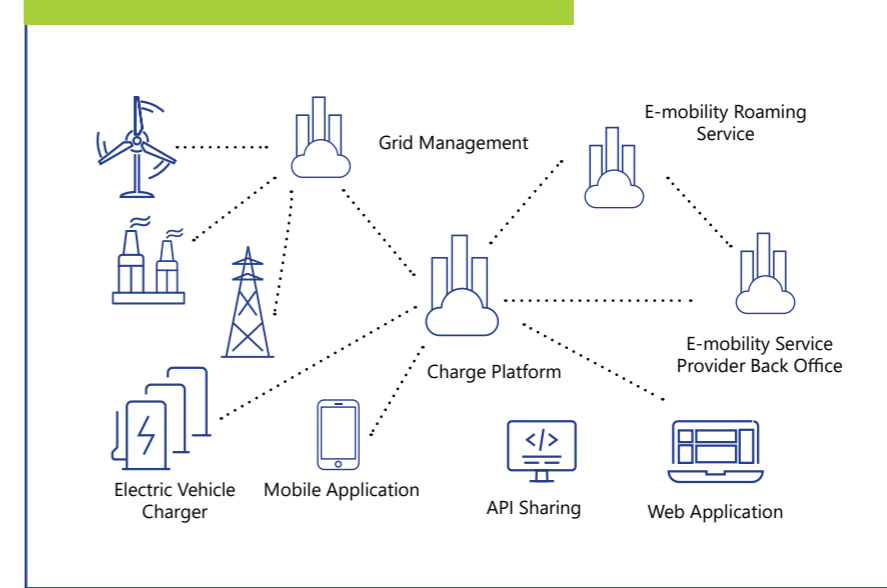 Grid Management
E-mobility Roaming
Service
E-mobility Service
Provider Back Office
Charge Platform
Electric Vehicle
Charger
Mobile Application
</>
API Sharing
Web Application